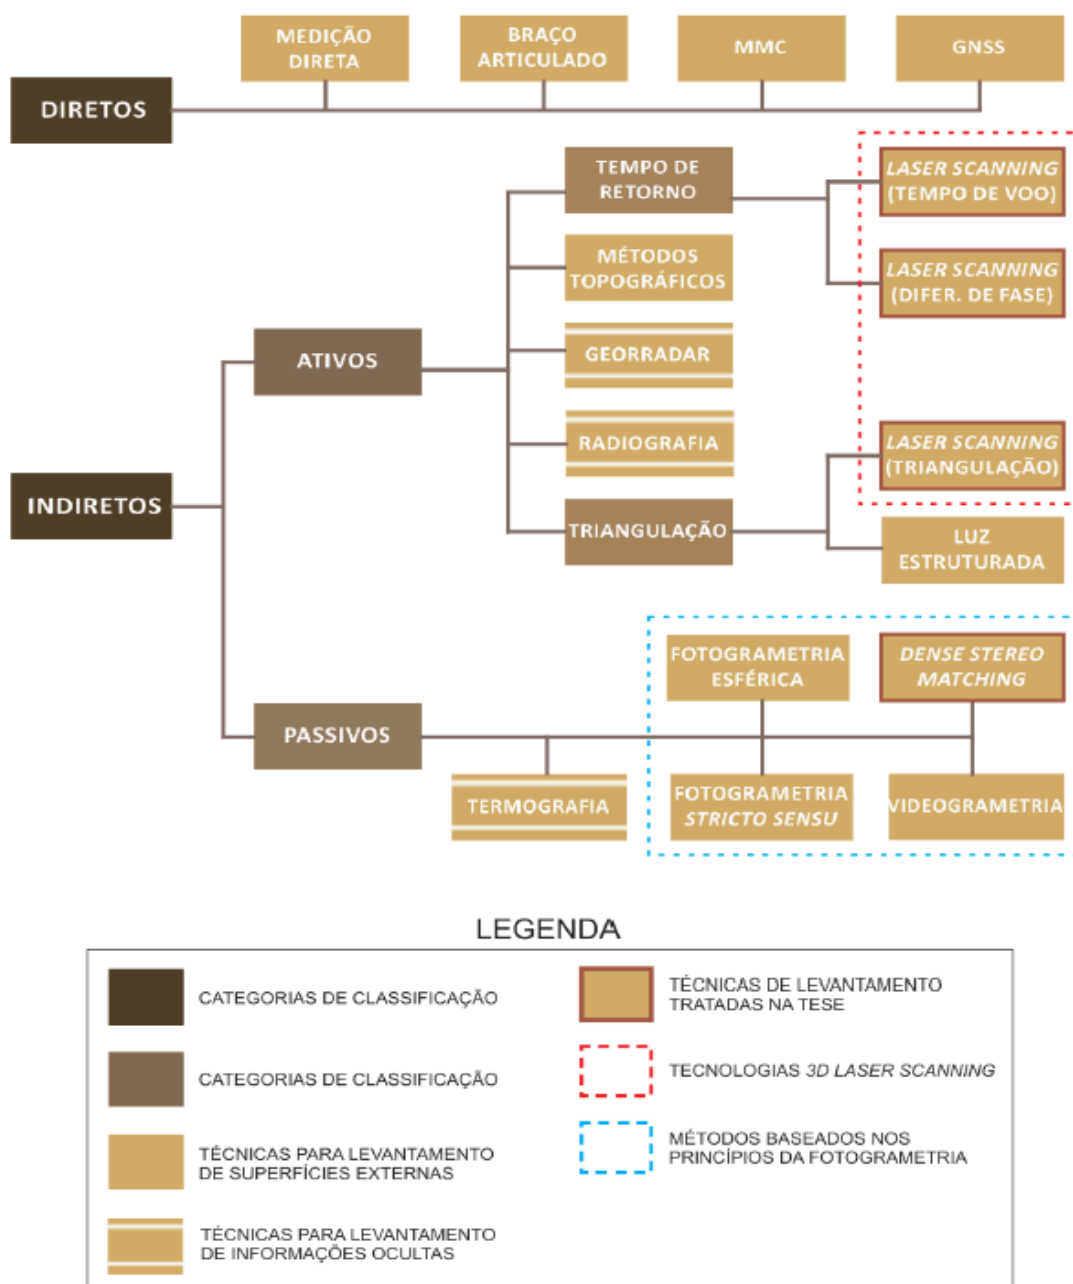 MEDIÇÃO
DIRETA
BRAÇO
ARTICULADO
MMC
GNSS
DIRETOS
TEMPO DE
RETORNO
LASER SCANNING
(TEMPO DE VOO)
MÉTODOS
TOPOGRÁFICOS
LASER SCANNING
(DIFER. DE FASE)
ATIVOS
GEORRADAR
RADIOGRAFIA
LASER SCANNING
(TRIANGULAÇÃO)
INDIRETOS
TRIANGULAÇÃO
LUZ
ESTRUTURADA
FOTOGRAMETRIA
ESFÉRICA
DENSE STEREO
MATCHING
PASSIVOS
TERMOGRAFIA
FOTOGRAMETRIA
STRICTO SENSU
VIDEOGRAMETRIA
LEGENDA
CATEGORIAS DE CLASSIFICAÇÃO
CATEGORIAS DE CLASSIFICAÇÃO
TÉCNICAS PARA LEVANTAMENTO
DE SUPERFÍCIES EXTERNAS
TÉCNICAS PARA LEVANTAMENTO
DE INFORMAÇÕES OCULTAS
TÉCNICAS DE LEVANTAMENTO
TRATADAS NA TESE
TECNOLOGIAS 3D LASER SCANNING
MÉTODOS BASEADOS NOS
PRINCÍPIOS DA FOTOGRAMETRIA